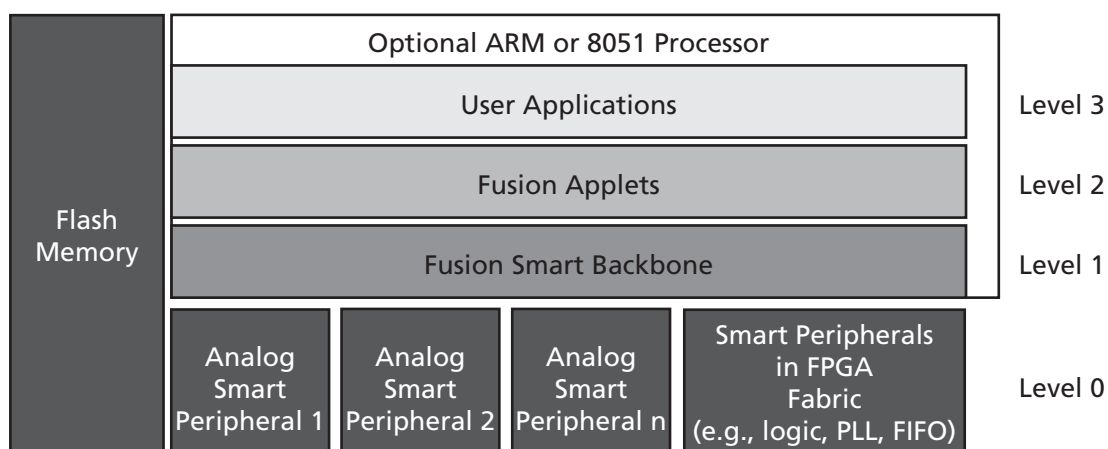 Optional ARM or 8051 Processor
User Applications
Level 3
Fusion Applets
Level 2
Flash
Memory
Fusion Smart Backbone
Level 1
Analog
Smart
Peripheral 1
Analog
Smart
Peripheral 2
Analog
Smart
Peripheral n
Smart Peripherals
in FPGA
Fabric
(e.g., logic, PLL, FIFO)
Level 0